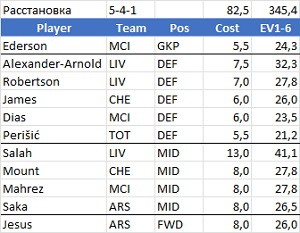 Расстановка 5-4-1 82,5 345,4
Player Team Pos Cost EV1-6
Ederson MCI GKP 5,5 24,3
Alexander-Arnold LIV DEF 7,5 32,3
Robertson LIV DEF 7,0 27,8
James CHE DEF 6,0 26,0
Dias MCI DEF 6,0 23,5
Perišić TOT DEF 5,5 21,2
Salah LIV MID 13,0 41,1
Mount CHE MID 8,0 27,8
Mahrez MCI MID 8,0 27,8
Saka ARS MID 8,0 26,5
Jesus ARS FWD 8,0 26,0